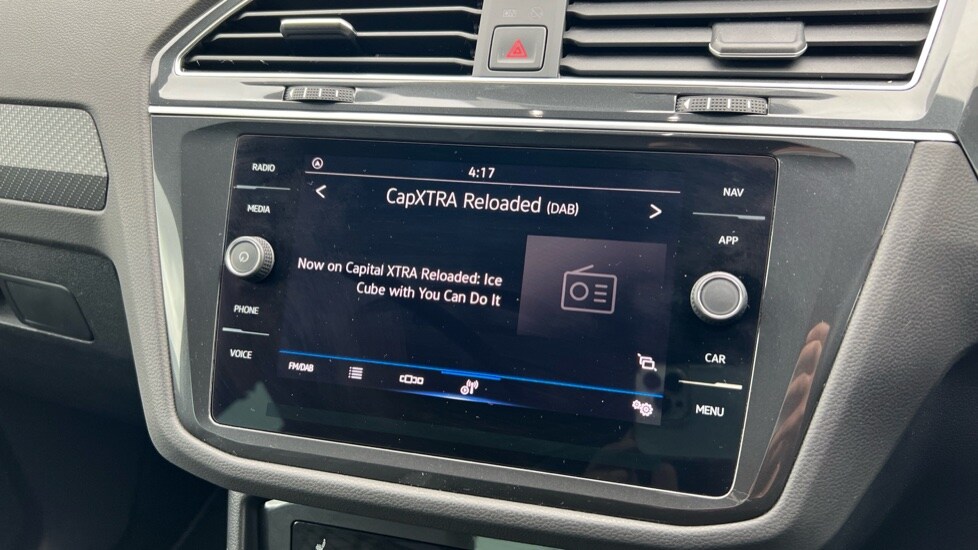 RADIO
MEDIA
PHONE
VOICE
4:17
CapXTRA Reloaded (DAB)
Now on Capital XTRA Reloaded: Ice
Cube with You Can Do It
FM/DAB
NAV
APP
CAR
MENU